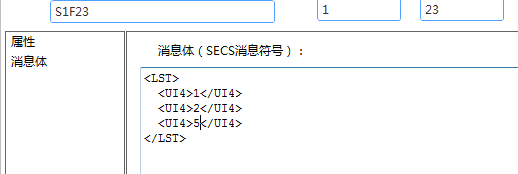 S1F23 1 23
属性
消息体
消息体（SECS消息符号）：
<LST>
<UI4>1</UI4>
<UI4>2</UI4>
<UI4>5</UI4>
</LST>